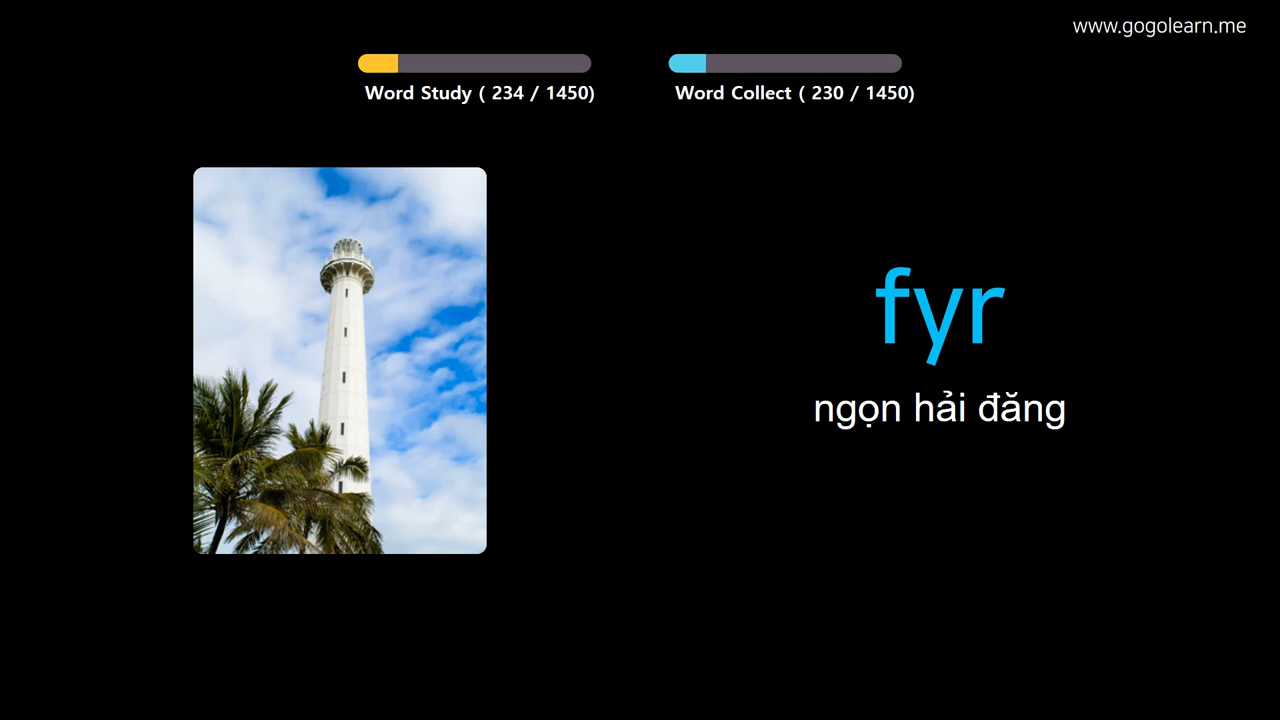 www.gogolearn.me
Word Study ( 234 / 1450)
Word Collect ( 230 / 1450)
fyr
ngọn hải đăng